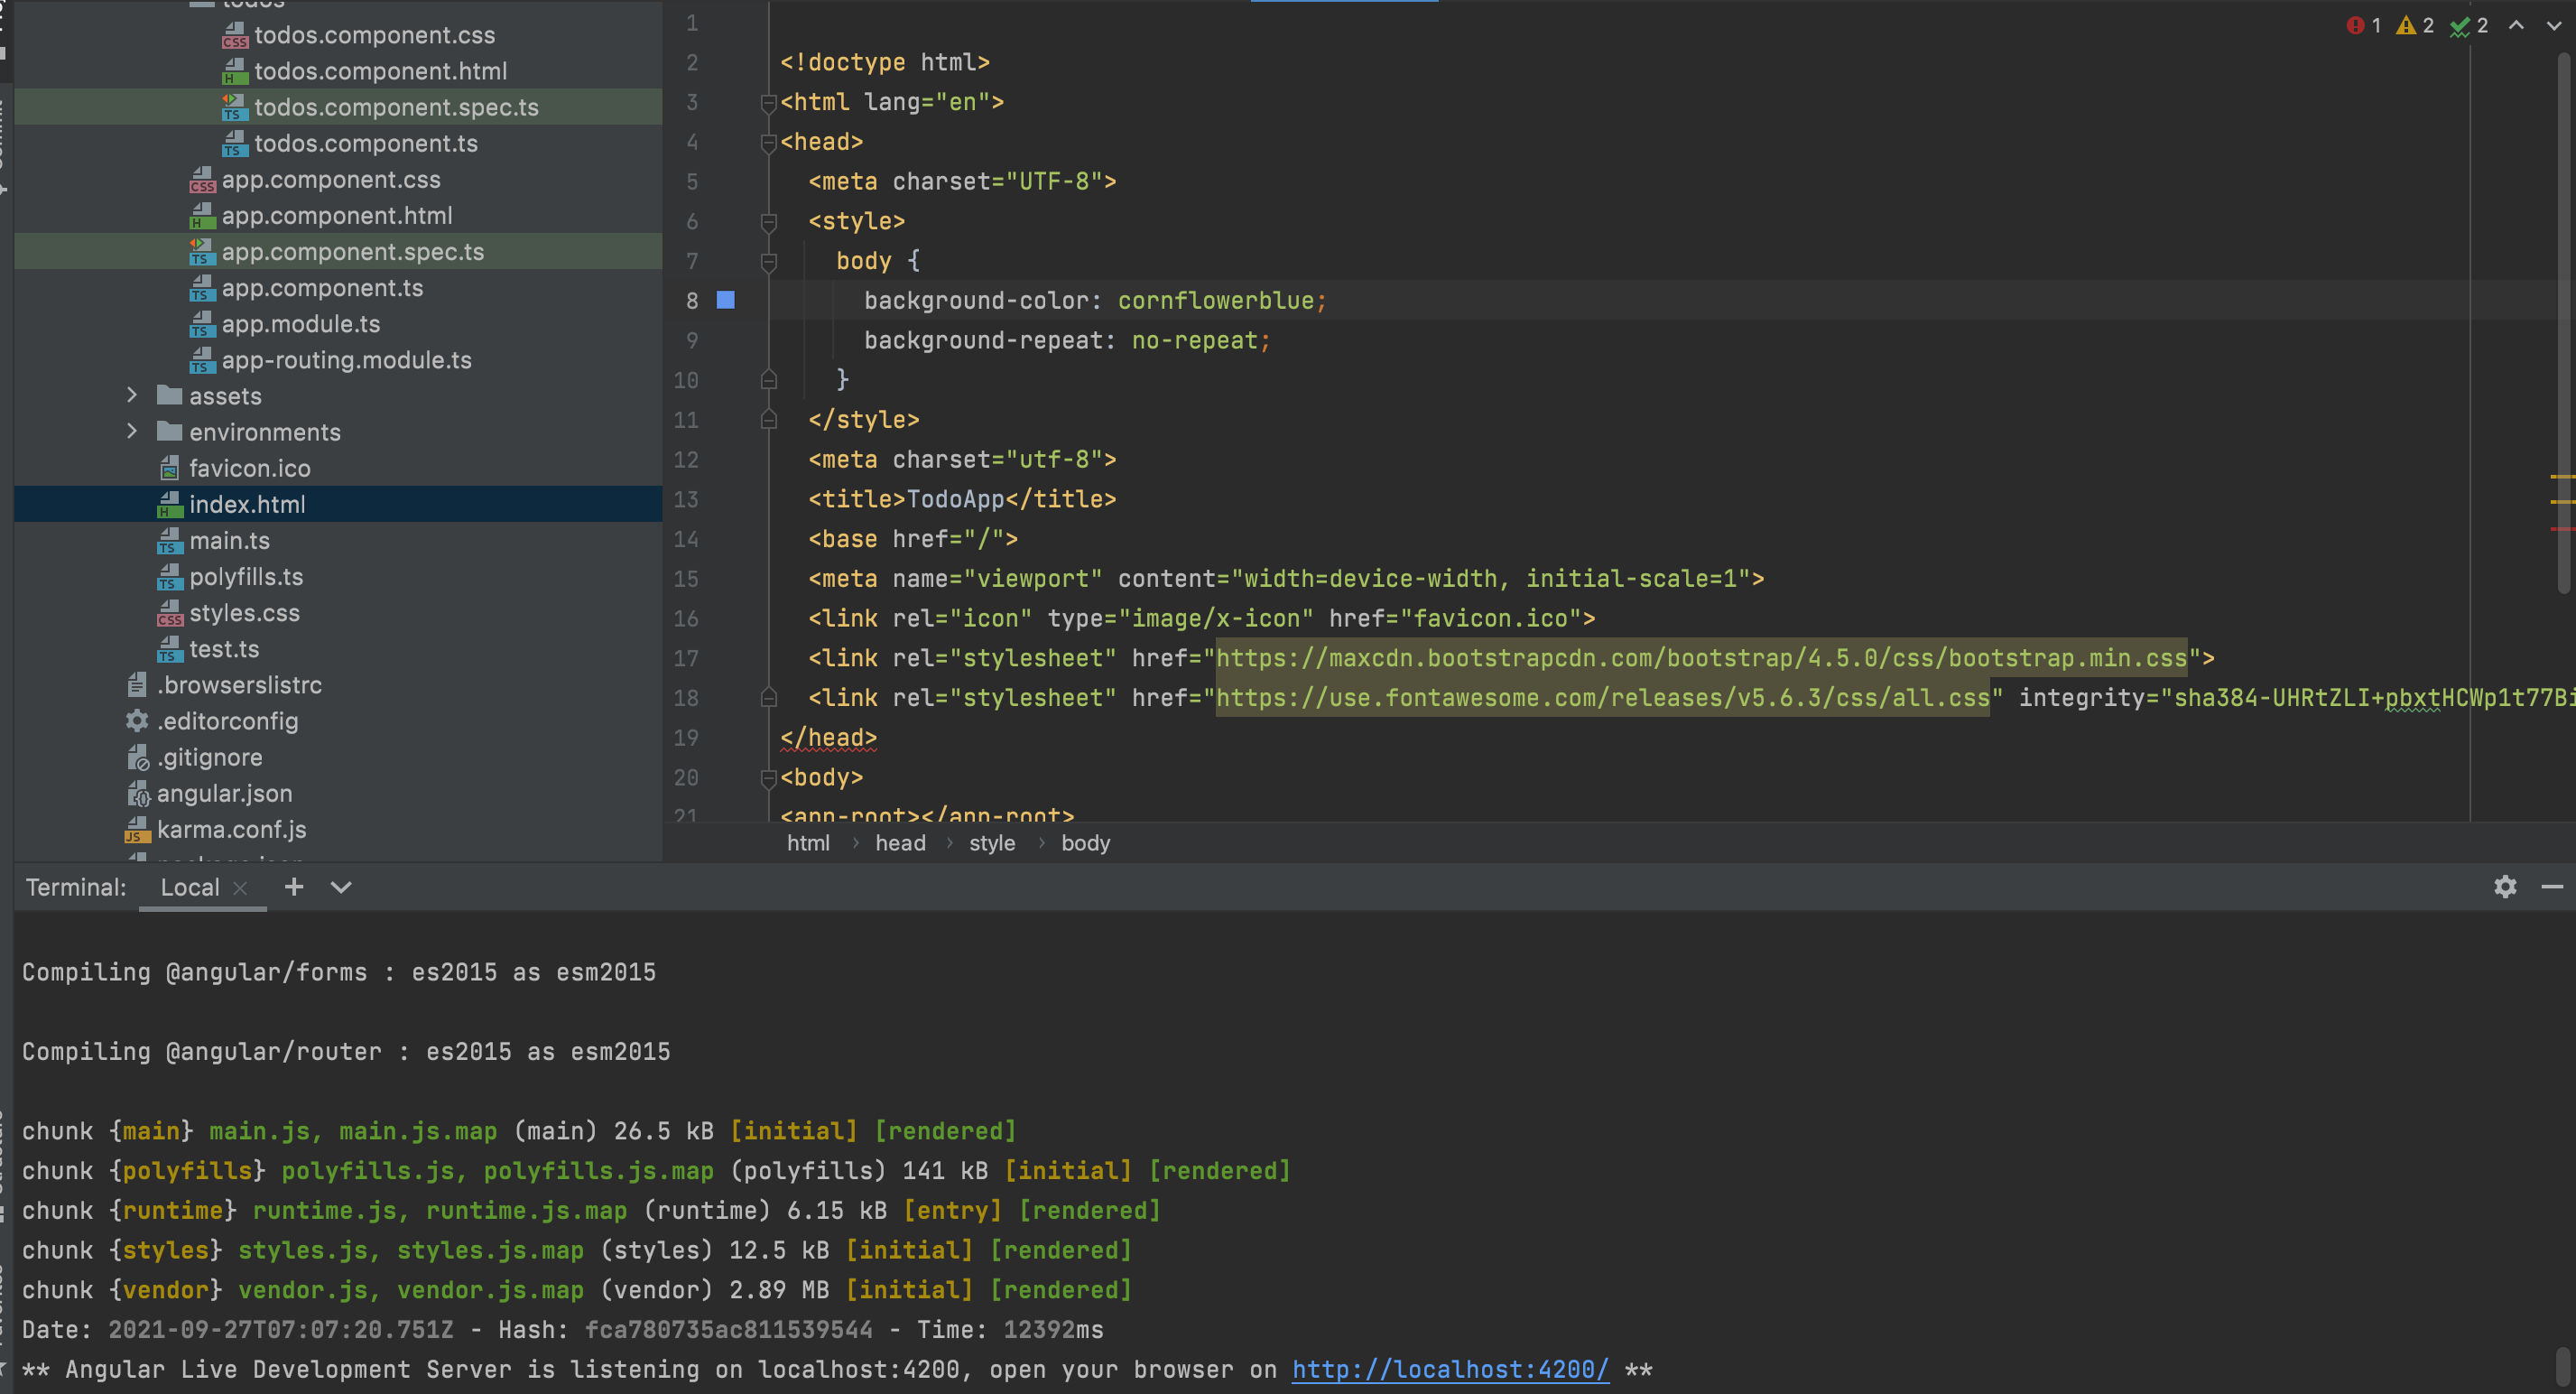 todos
todos.component.css
todos.component.html
todos.component.spec.ts
todos.component.ts
app.component.css
app.component.html
app.component.spec.ts
app.component.ts
app.module.ts
app-routing.module.ts
assets
environments
favicon.ico
index.html
main.ts
polyfills.ts
styles.css
test.ts
.browserslistrc
.editorconfig
.gitignore
angular.json
karma.conf.js
package.json
1 2 2
1
2 <!doctype html>
3 <html lang="en">
4 <head>
5 <meta charset="UTF-8">
6 <style>
7 body {
8 background-color: cornflowerblue;
9 background-repeat: no-repeat;
10 }
11 </style>
12 <meta charset="utf-8">
13 <title>TodoApp</title>
14 <base href="/">
15 <meta name="viewport" content="width=device-width, initial-scale=1">
16 <link rel="icon" type="image/x-icon" href="favicon.ico">
17 <link rel="stylesheet" href="https://maxcdn.bootstrapcdn.com/bootstrap/4.5.0/css/bootstrap.min.css">
18 <link rel="stylesheet" href="https://use.fontawesome.com/releases/v5.6.3/css/all.css" integrity="sha384-UHRtZLI+pbxtHCWp1t77Bi
19 </head>
20 <body>
21 <app-root></app-root>
html > head > style > body
Terminal: Local
Compiling @angular/forms : es2015 as esm2015
Compiling @angular/router : es2015 as esm2015
chunk {main} main.js, main.js.map (main) 26.5 kB [initial] [rendered]
chunk {polyfills} polyfills.js, polyfills.js.map (polyfills) 141 kB [initial] [rendered]
chunk {runtime} runtime.js, runtime.js.map (runtime) 6.15 kB [entry] [rendered]
chunk {styles} styles.js, styles.js.map (styles) 12.5 kB [initial] [rendered]
chunk {vendor} vendor.js, vendor.js.map (vendor) 2.89 MB [initial] [rendered]
Date: 2021-09-27T07:07:20.751Z - Hash: fca780735ac811539544 - Time: 12392ms
** Angular Live Development Server is listening on localhost:4200, open your browser on http://localhost:4200/ **